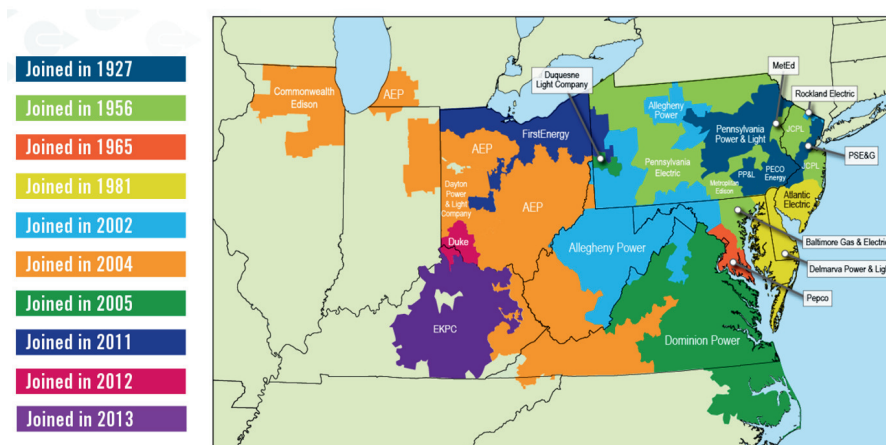 Joined in 1927
Joined in 1956
Joined in 1965
Joined in 1981
Joined in 2002
Joined in 2004
Joined in 2005
Joined in 2011
Joined in 2012
Joined in 2013
Commonwealth
Edison
AEP
Duquesne
Light Company
MetEd
Rockland Electric
Allegheny
Power
JCPL
FirstEnergy
Pennsylvania
Power & Light
PSE&G
AEP
Pennsylvania
Electric
PP&L
PECO
Energy
JCPL
Dayton
Power
& Light
Company
Metropolitan
Edison
AEP
Atlantic
Electric
Duke
Allegheny Power
Baltimore Gas & Electri
Delmarva Power & Ligh
Pepco
EKPC
Dominion Power